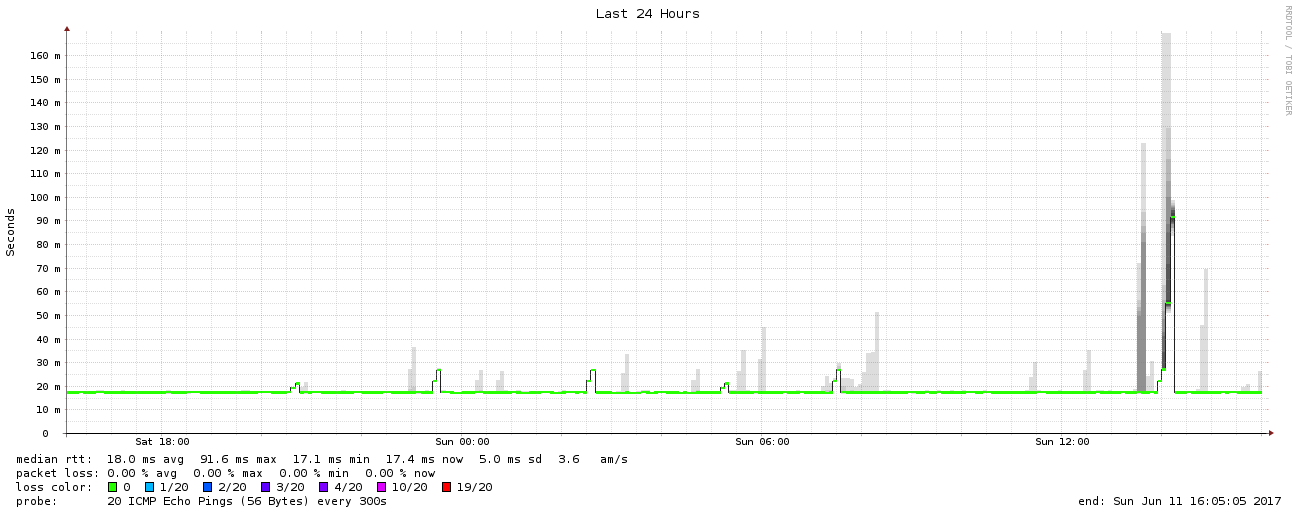 Last 24 Hours
RRDTOOL / TOBI OETIKER
Seconds
160 m
150 m
140 m
130 m
120 m
110 m
100 m
90 m
80 m
70 m
60 m
50 m
40 m
30 m
20 m
10 m
0
Sat 18:00 Sun 00:00 Sun 06:00 Sun 12:00
median rtt: 18.0 ms avg 91.6 ms max 17.1 ms min 17.4 ms now 5.0 ms sd 3.6 am/s
packet loss: 0.00 % avg 0.00 % max 0.00 % min 0.00 % now
loss color: 0 1/20 2/20 3/20 4/20 10/20 19/20
probe: 20 ICMP Echo Pings (56 Bytes) every 300s end: Sun Jun 11 16:05:05 2017